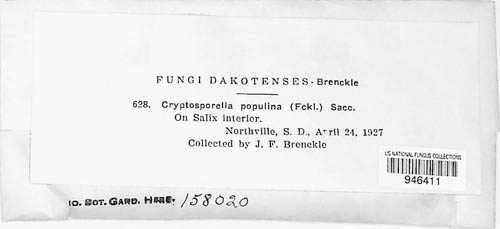 FUNGI DAKOTENSES - Brenckle
628. Cryptosporella populina (Fckl.) Sacc.
On Salix interior.
Northville, S. D., April 24, 1927
Collected by J. F. Brenckle
US NATIONAL FUNGUS COLLECTIONS
946411
MO. BOT. GARD. HERB. 158020